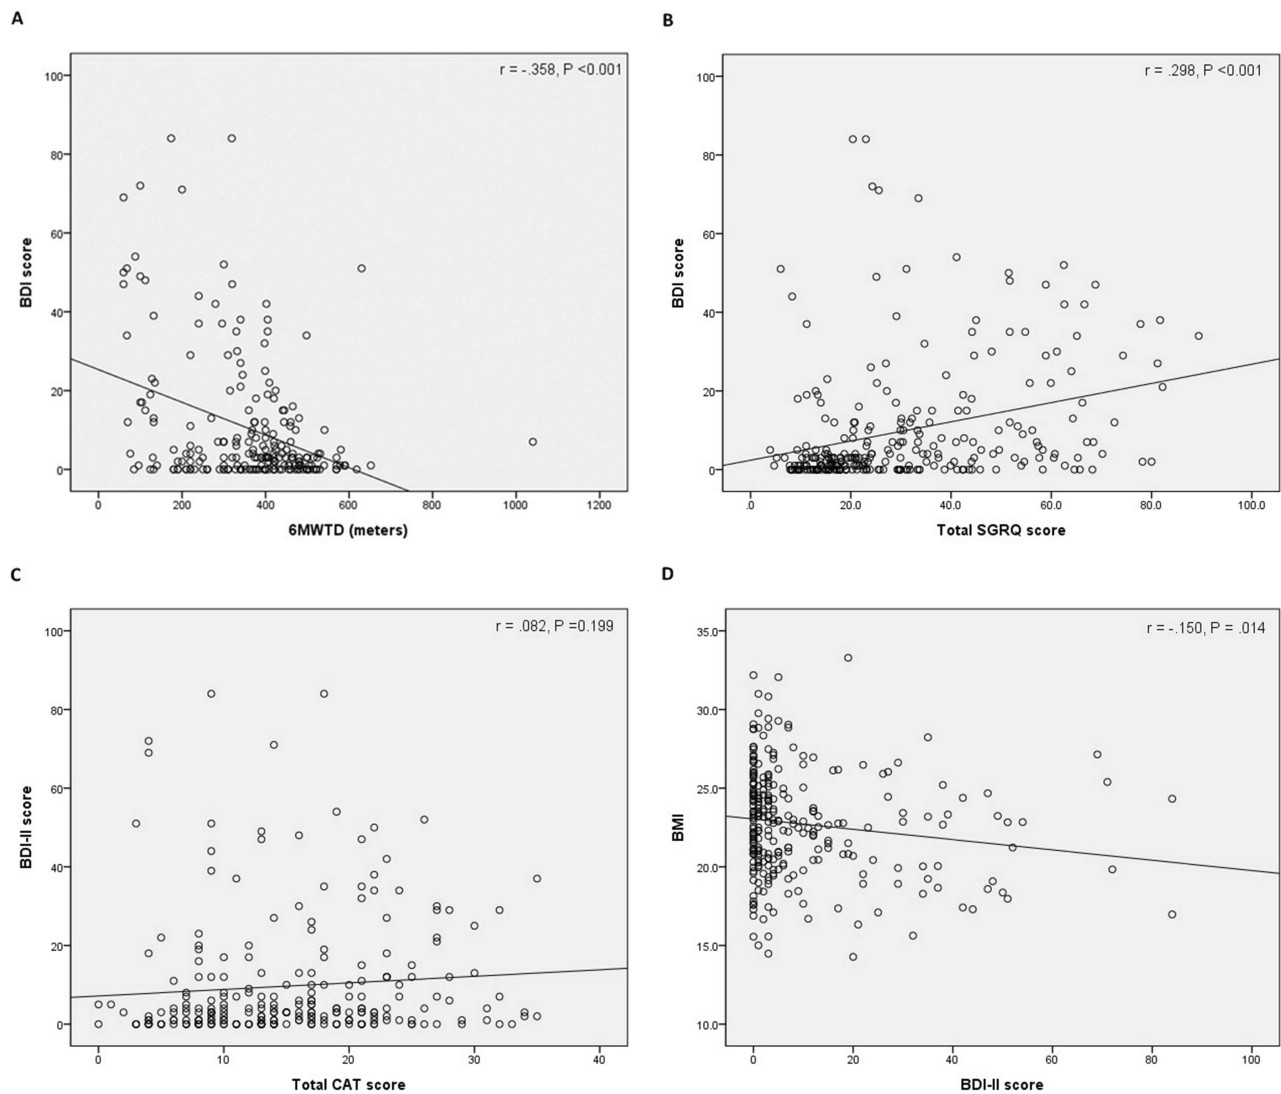 A
r = -.358, P <0.001
BDI score
100
80
60
40
20
0
0 200 400 600 800 1000 1200
6MWTD (meters)
B
r = .298, P <0.001
BDI score
100
80
60
40
20
0
.0 20.0 40.0 60.0 80.0 100.0
Total SGRQ score
C
r = .082, P =0.199
BDI-II score
100
80
60
40
20
0
0 10 20 30 40
Total CAT score
D
r = -.150, P = .014
BMI
35.0
30.0
25.0
20.0
15.0
10.0
0 20 40 60 80 100
BDI-II score